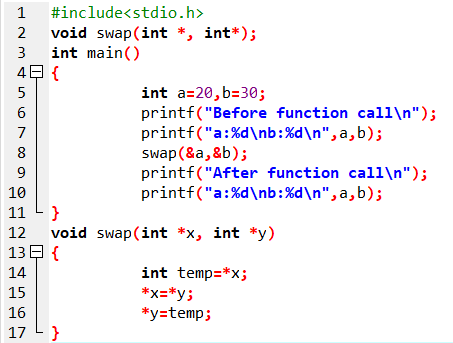 1 #include<stdio.h>
2 void swap(int *, int*);
3 int main()
4 {
5 int a=20,b=30;
6 printf("Before function call\n");
7 printf("a:%d\nb:%d\n",a,b);
8 swap(&a,&b);
9 printf("After function call\n");
10 printf("a:%d\nb:%d\n",a,b);
11 }
12 void swap(int *x, int *y)
13 {
14 int temp=*x;
15 *x=*y;
16 *y=temp;
17 }